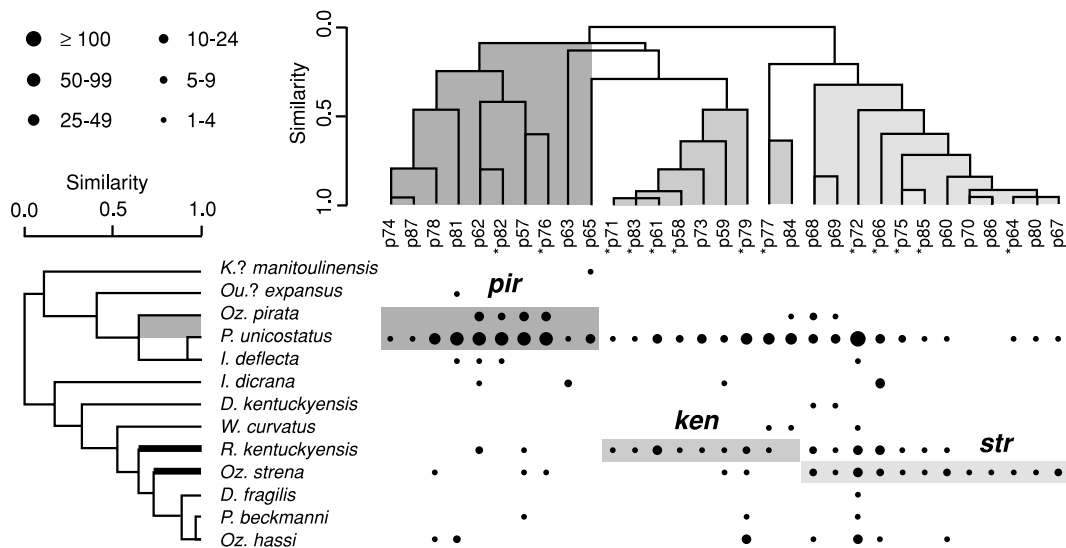 ≥ 100
10-24
50-99
5-9
25-49
1-4
Similarity
0.0
0.5
1.0
Similarity
0.0
0.5
1.0
p74
p87
p78
p81
p62
*p82
p57
*p76
p63
p65
*p71
*p83
*p61
*p58
p73
p59
*p79
*p77
p84
p68
p69
*p72
*p66
*p75
*p85
p60
p70
p86
*p64
p80
p67
K.? manitoulinensis
Ou.? expansus
pir
Oz. pirata
P. unicostatus
I. deflecta
I. dicrana
D. kentuckyensis
W. curvatus
ken
R. kentuckyensis
str
Oz. strena
D. fragilis
P. beckmanni
Oz. hassi